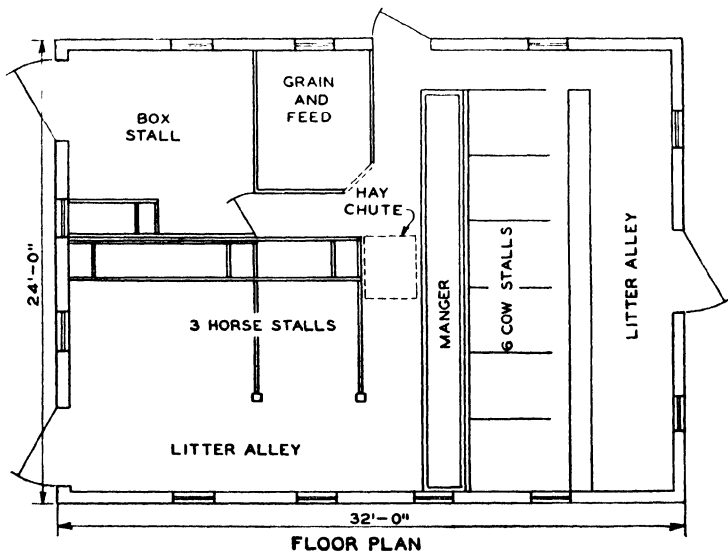 GRAIN
AND
FEED
BOX
STALL
HAY
CHUTE
24'-0"
3 HORSE STALLS
MANGER
6 COW STALLS
LITTER ALLEY
LITTER ALLEY
32'-0"
FLOOR PLAN